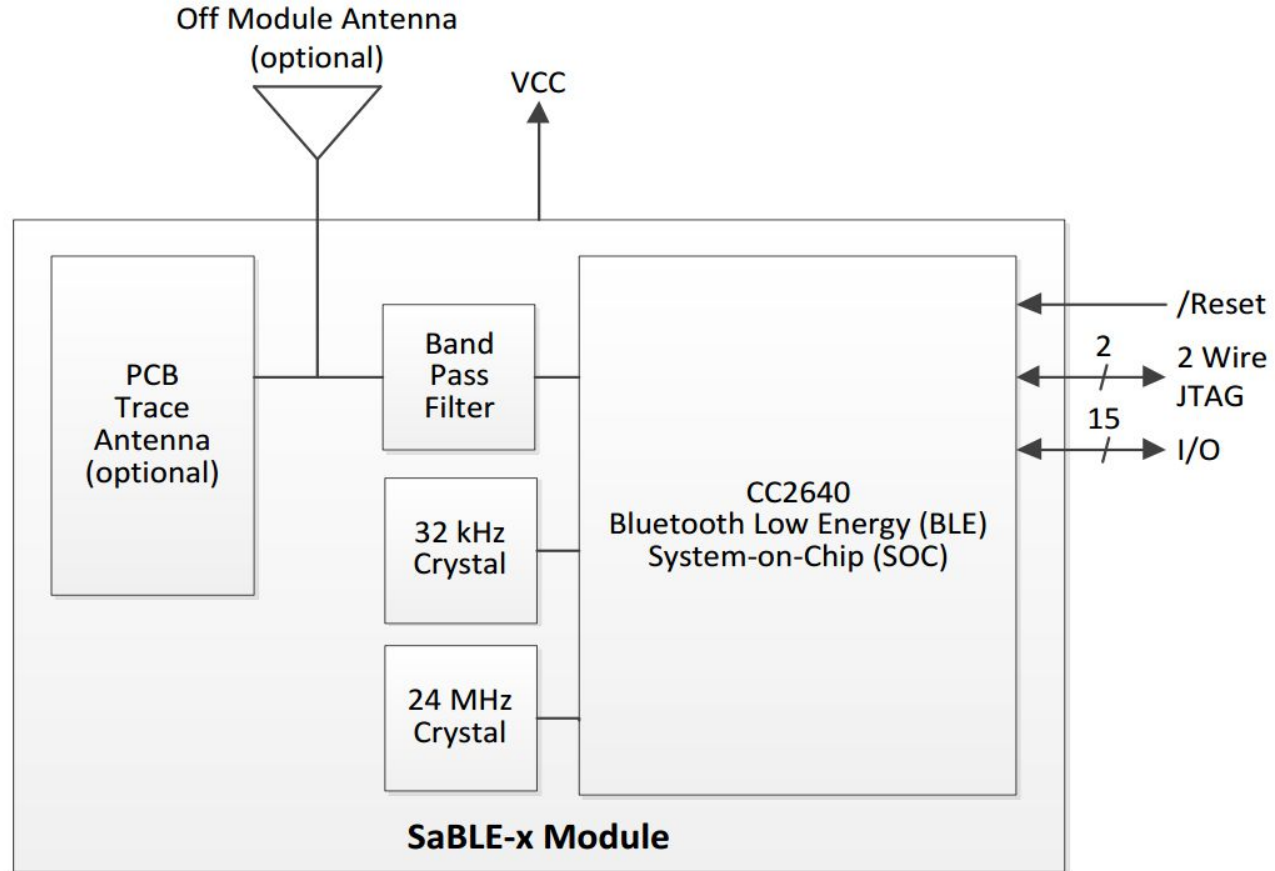 Off Module Antenna
(optional)
VCC
PCB
Trace
Antenna
(optional)
Band
Pass
Filter
32 kHz
Crystal
24 MHz
Crystal
CC2640
Bluetooth Low Energy (BLE)
System-on-Chip (SOC)
/Reset
2
2 Wire
JTAG
15
I/O
SaBLE-x Module